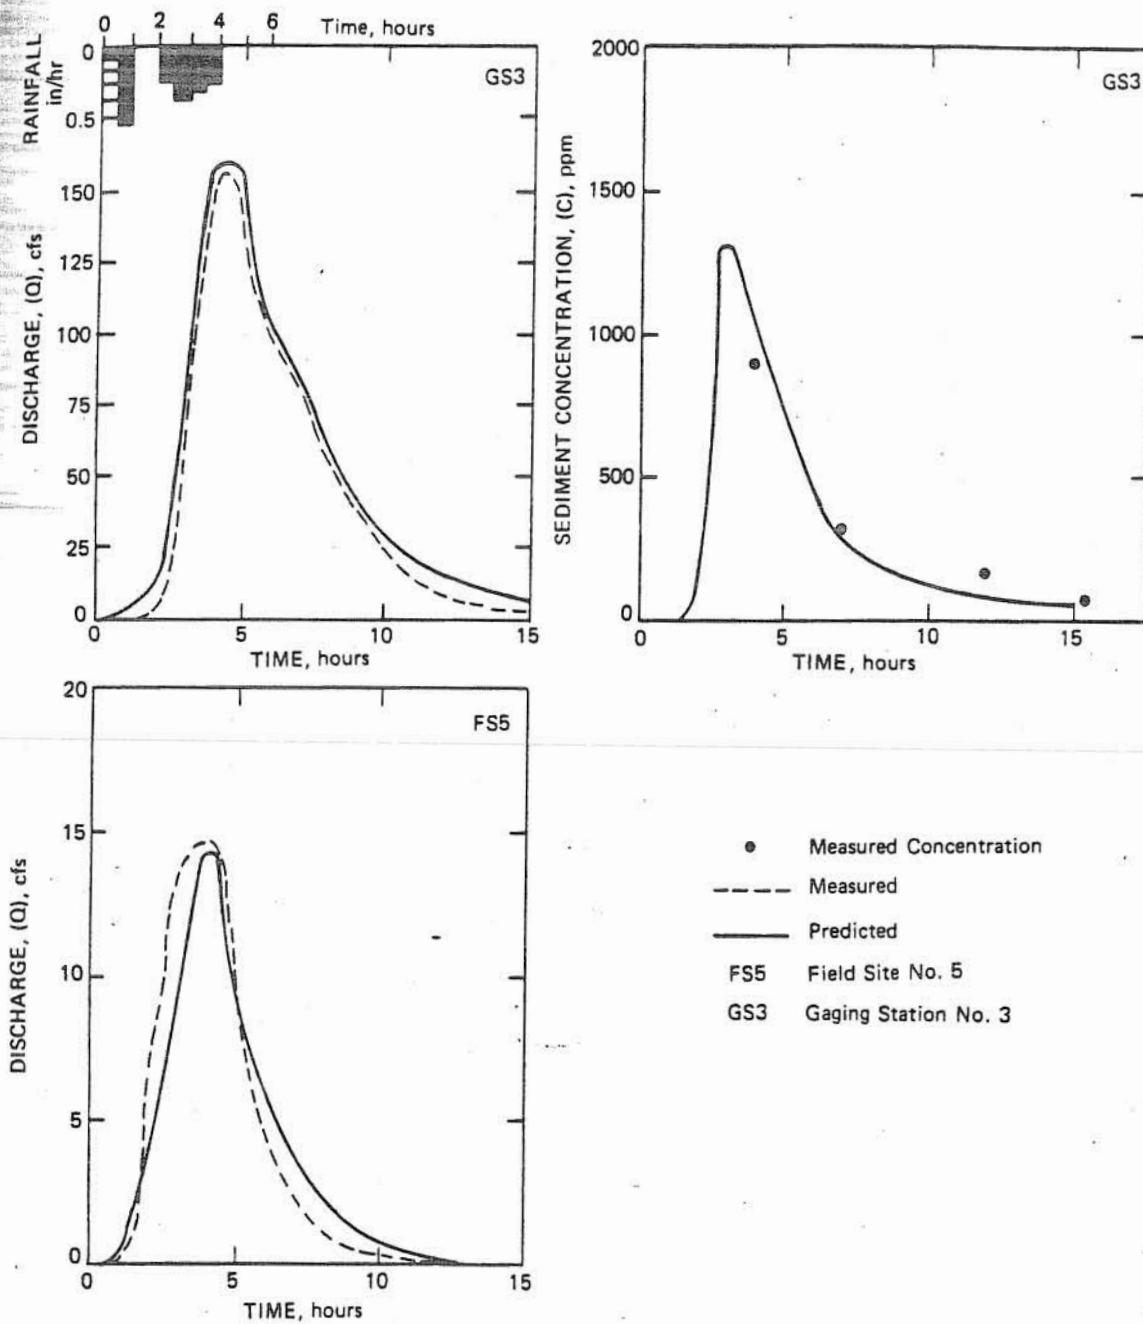 0 2 4 6 Time, hours
RAINFALL
in/hr
0
0.5
GS3
DISCHARGE, (Q), cfs
150
125
100
75
50
25
0
0 5 10 15
TIME, hours
2000
GS3
SEDIMENT CONCENTRATION, (C), ppm
1500
1000
500
0
0 5 10 15
TIME, hours
20
FS5
DISCHARGE, (Q), cfs
15
10
5
0
0 5 10 15
TIME, hours
Measured Concentration
Measured
Predicted
FS5 Field Site No. 5
GS3 Gaging Station No. 3